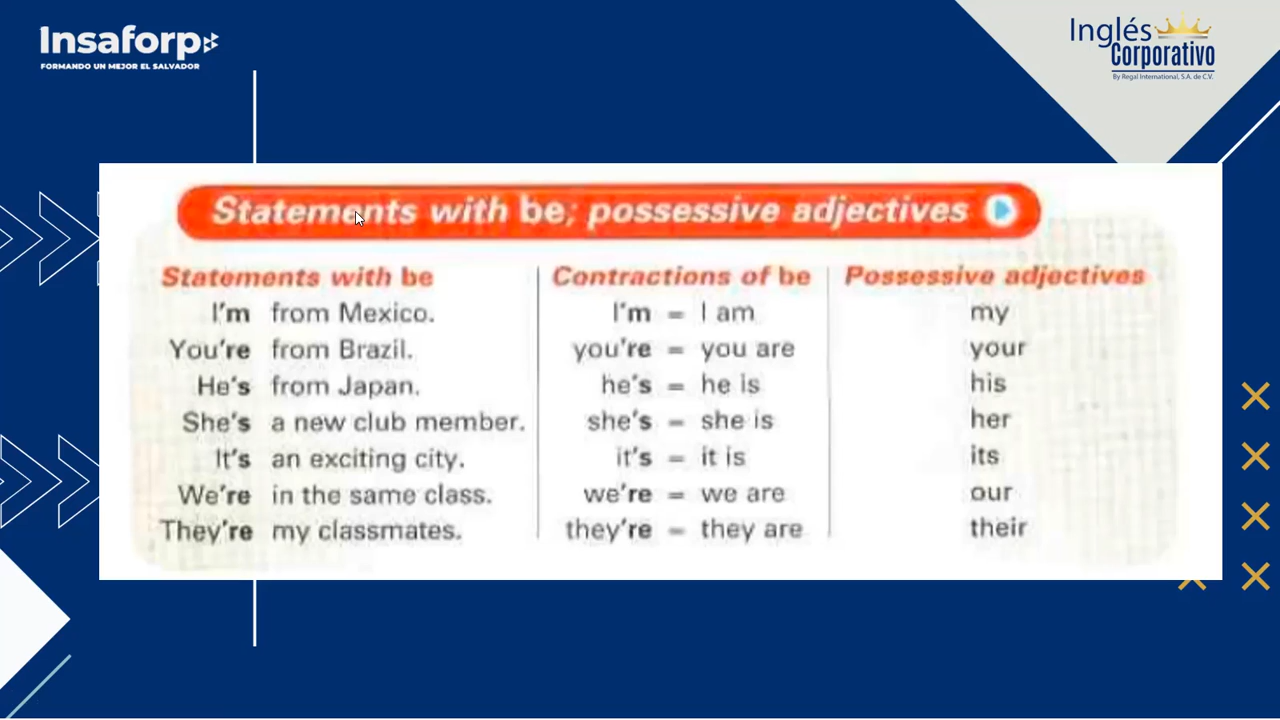 Insaforp
FORMANDO UN MEJOR EL SALVADOR
Inglés
Corporativo
By Regal International, S.A. de C.V.
Statements with be; possessive adjectives
Statements with be
I'm from Mexico.
You're from Brazil.
He's from Japan.
She's a new club member.
It's an exciting city.
We're in the same class.
They're my classmates.
Contractions of be
I'm = I am
you're = you are
he's = he is
she's = she is
it's = it is
we're = we are
they're = they are
Possessive adjectives
my
your
his
her
its
our
their